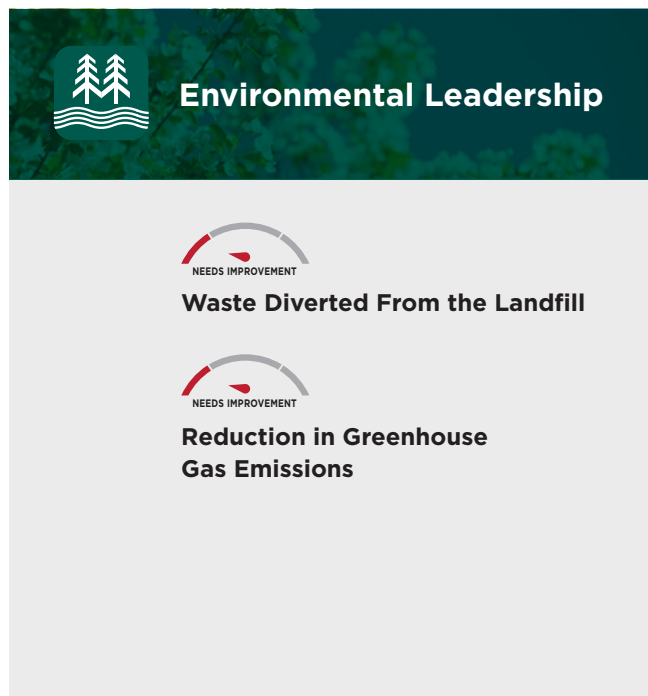 Environmental Leadership
NEEDS IMPROVEMENT
Waste Diverted From the Landfill
NEEDS IMPROVEMENT
Reduction in Greenhouse
Gas Emissions